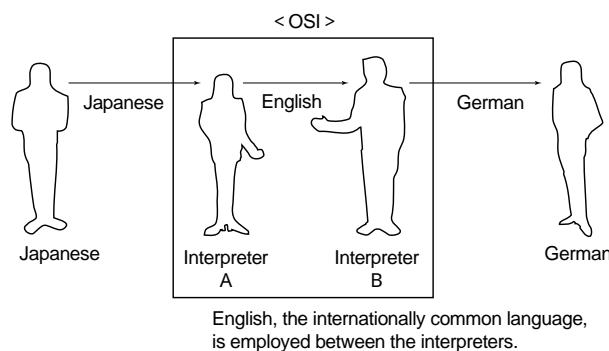 < OSI >
Japanese
English
German
Japanese
Interpreter
A
Interpreter
B
German
English, the internationally common language,
is employed between the interpreters.